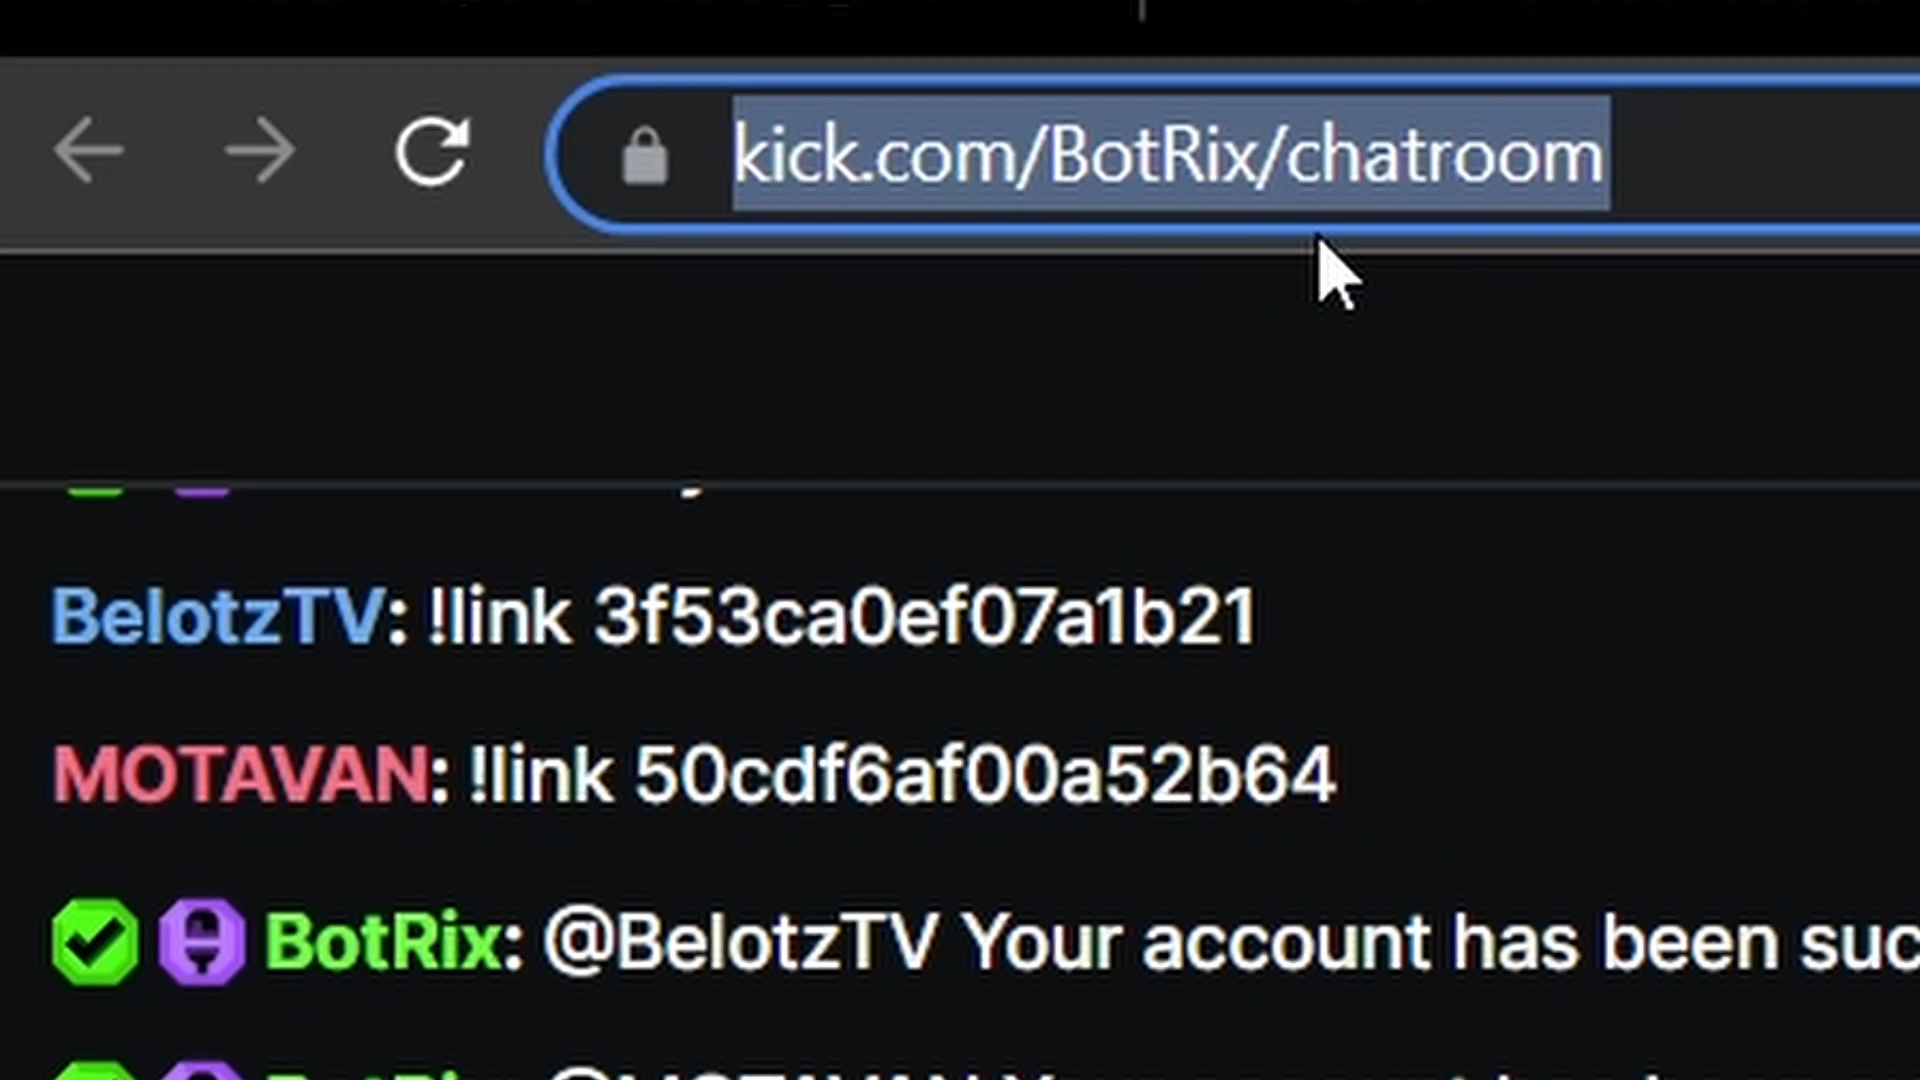 kick.com/BotRix/chatroom
BelotzTV: !link 3f53ca0ef07a1b21
MOTAVAN: !link 50cdf6af00a52b64
BotRix: @BelotzTV Your account has been suc